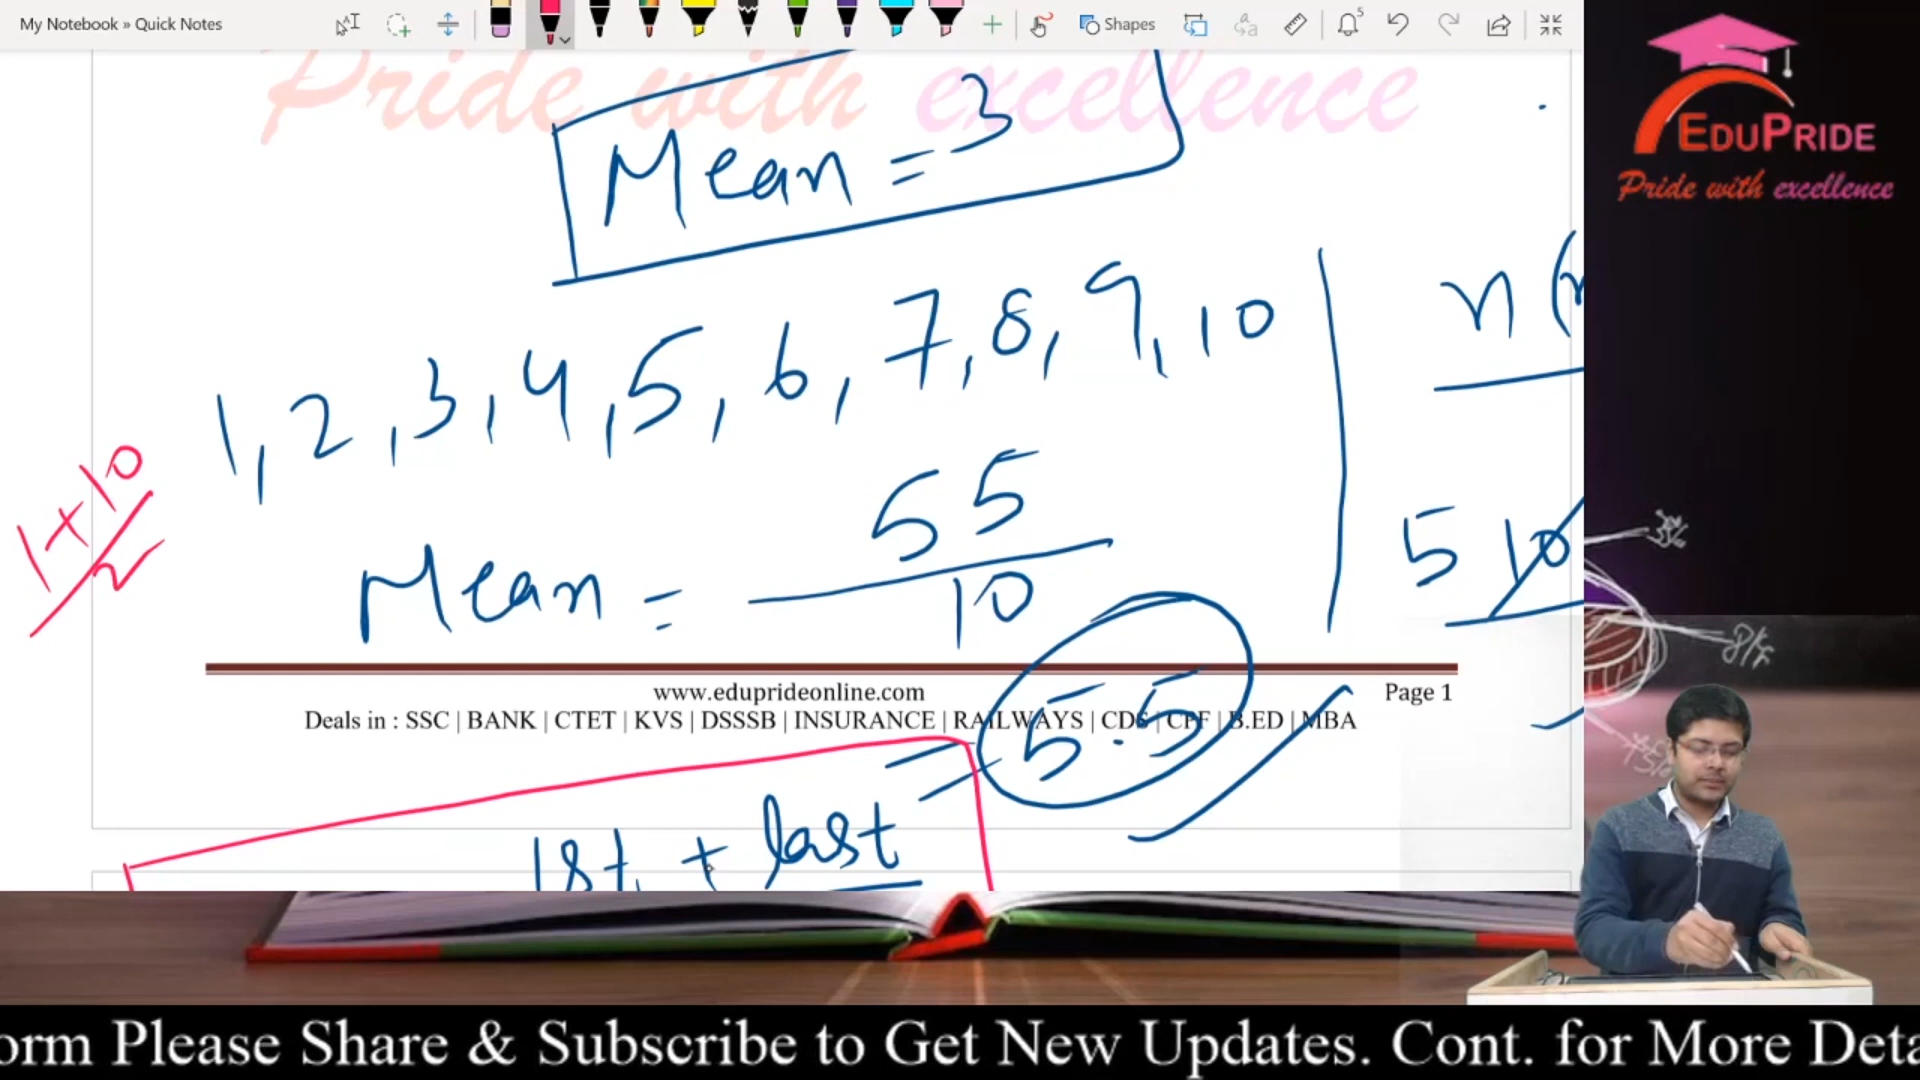 My Notebook » Quick Notes
Shapes
5
Pride with excellence
EDUPRIDE
Pride with excellence
Mean = 3
1, 2, 3, 4, 5, 6, 7, 8, 9, 10
n(
1+10
2
55
Mean =
10
5 10
www.eduprideonline.com
Page 1
Deals in : SSC | BANK | CTET | KVS | DSSSB | INSURANCE | RAILWAYS | CDS | CPF | B.ED | MBA
= 5.5
1st + last
orm Please Share & Subscribe to Get New Updates. Cont. for More Deta